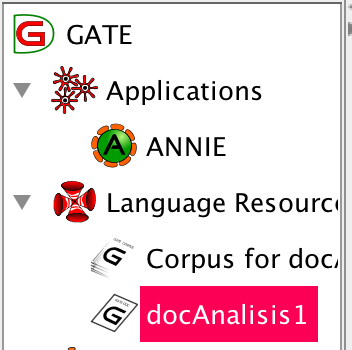 GATE
Applications
ANNIE
Language Resourc
Corpus for doc
docAnalisis1